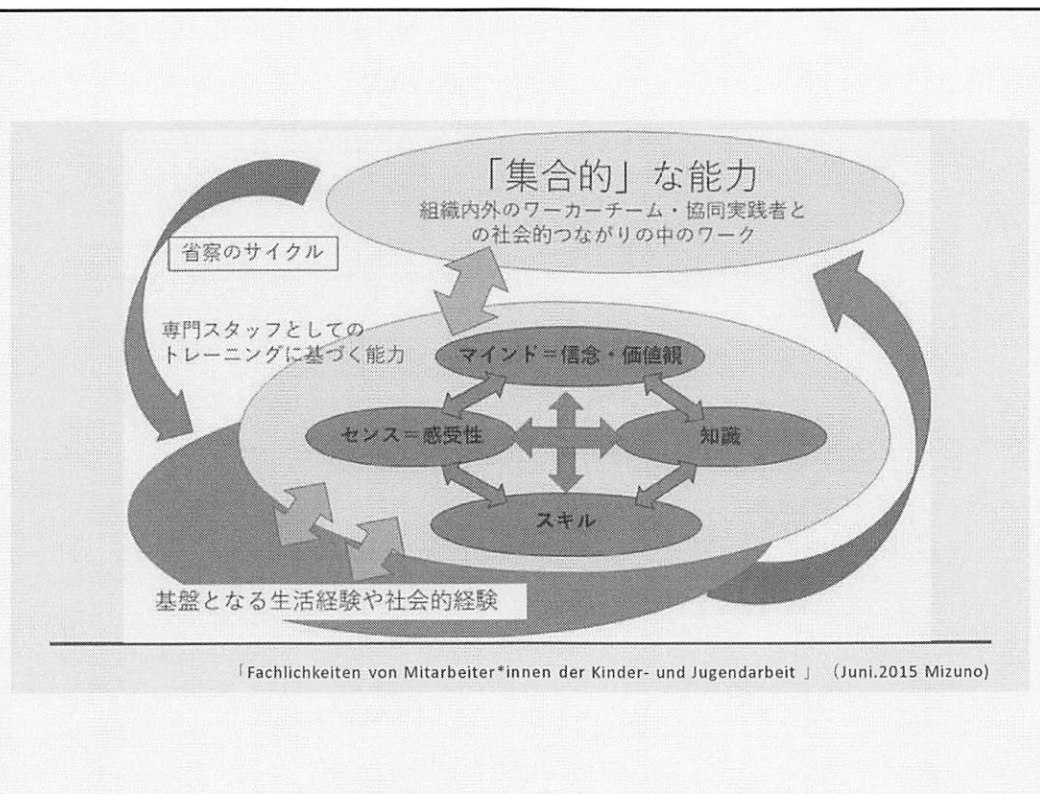 「集合的」な能力
組織内外のワーカーチーム・協同実践者と
の社会的つながりの中のワーク
省察のサイクル
専門スタッフとしての
トレーニングに基づく能力
マインド＝信念・価値観
センス＝感受性
知識
スキル
基盤となる生活経験や社会的経験
「Fachlichkeiten von Mitarbeiter*innen der Kinder- und Jugendarbeit 」 （Juni.2015 Mizuno)